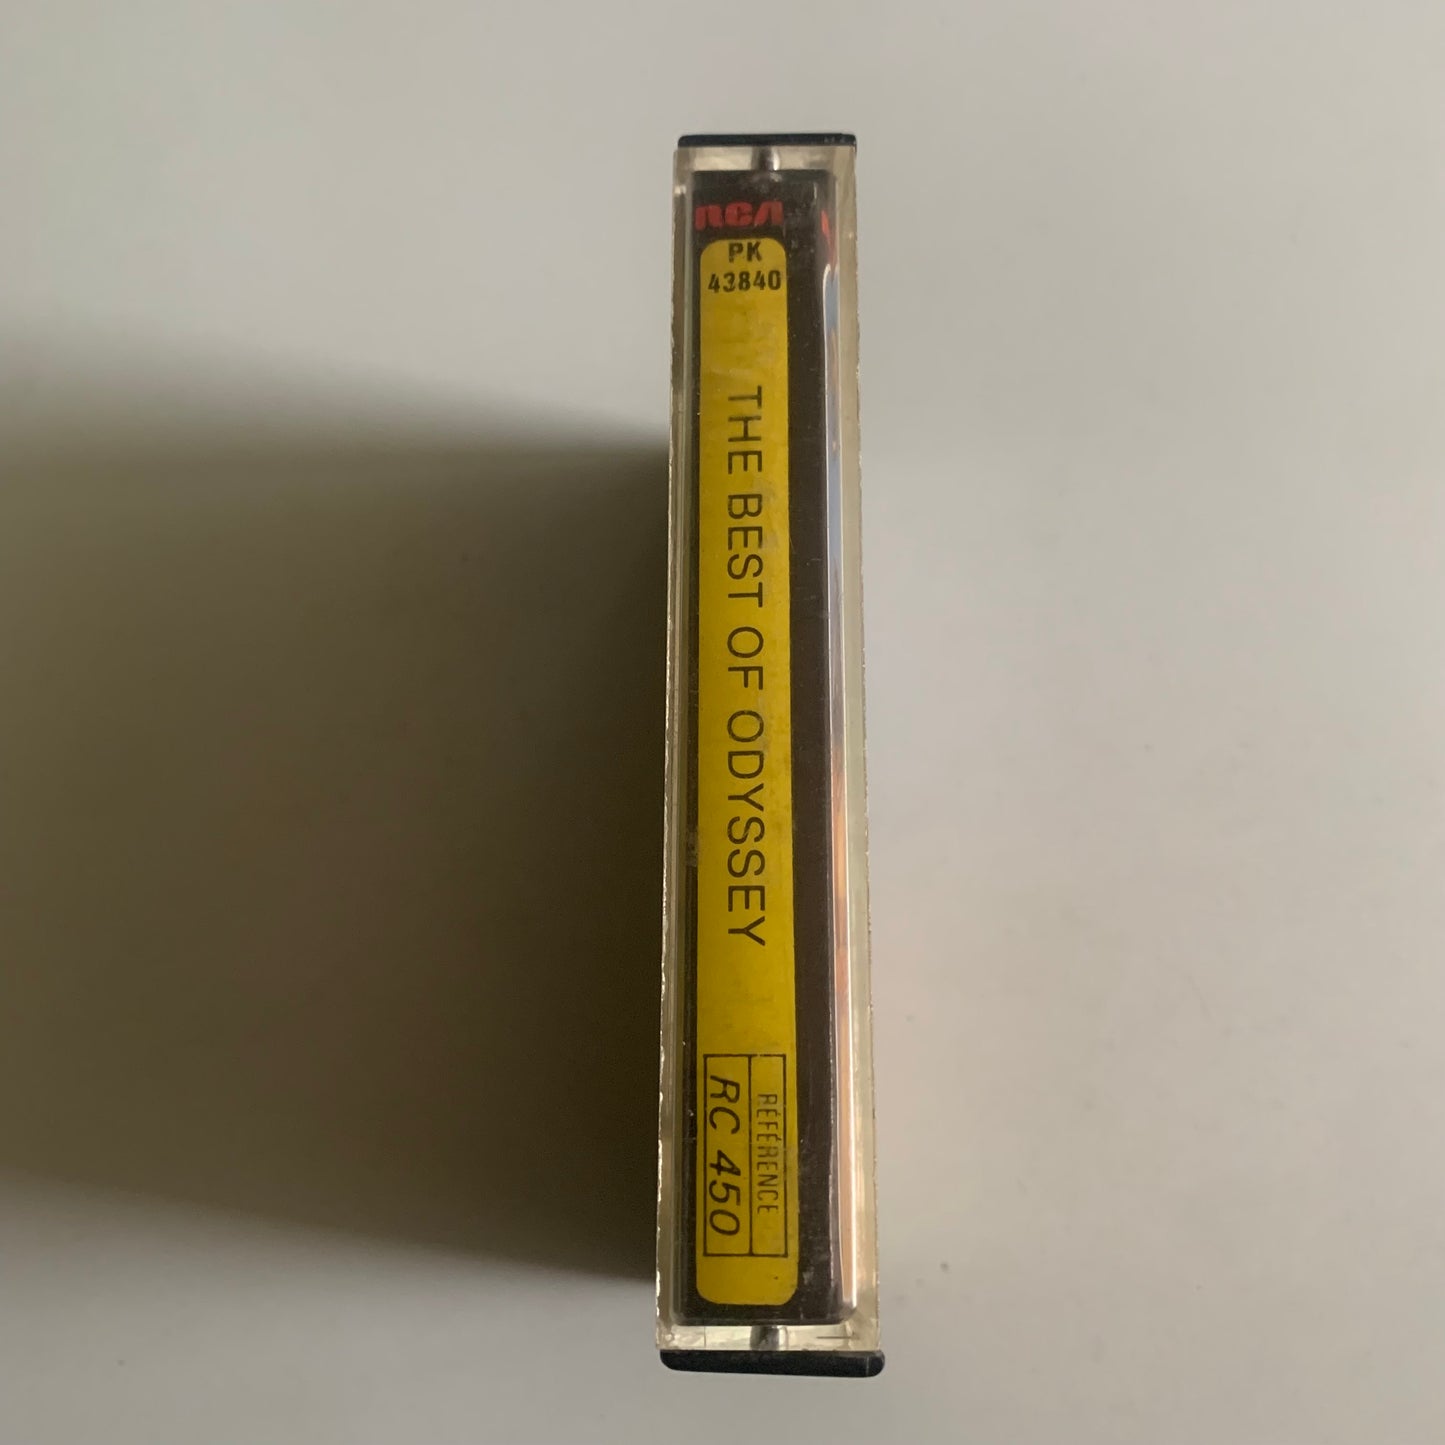 RCA
PK
43840
THE BEST OF ODYSSEY
RÉFÉRENCE
RC 450